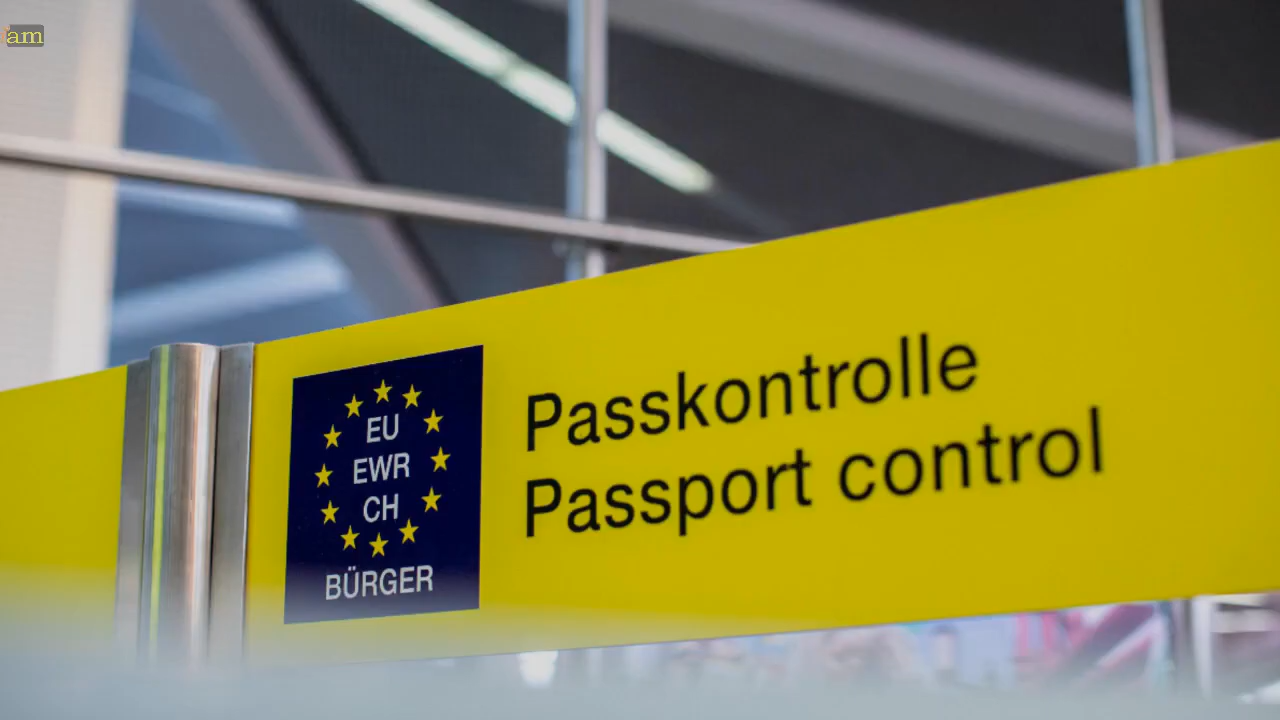 am
EU
EWR
CH
BÜRGER
Passkontrolle
Passport control